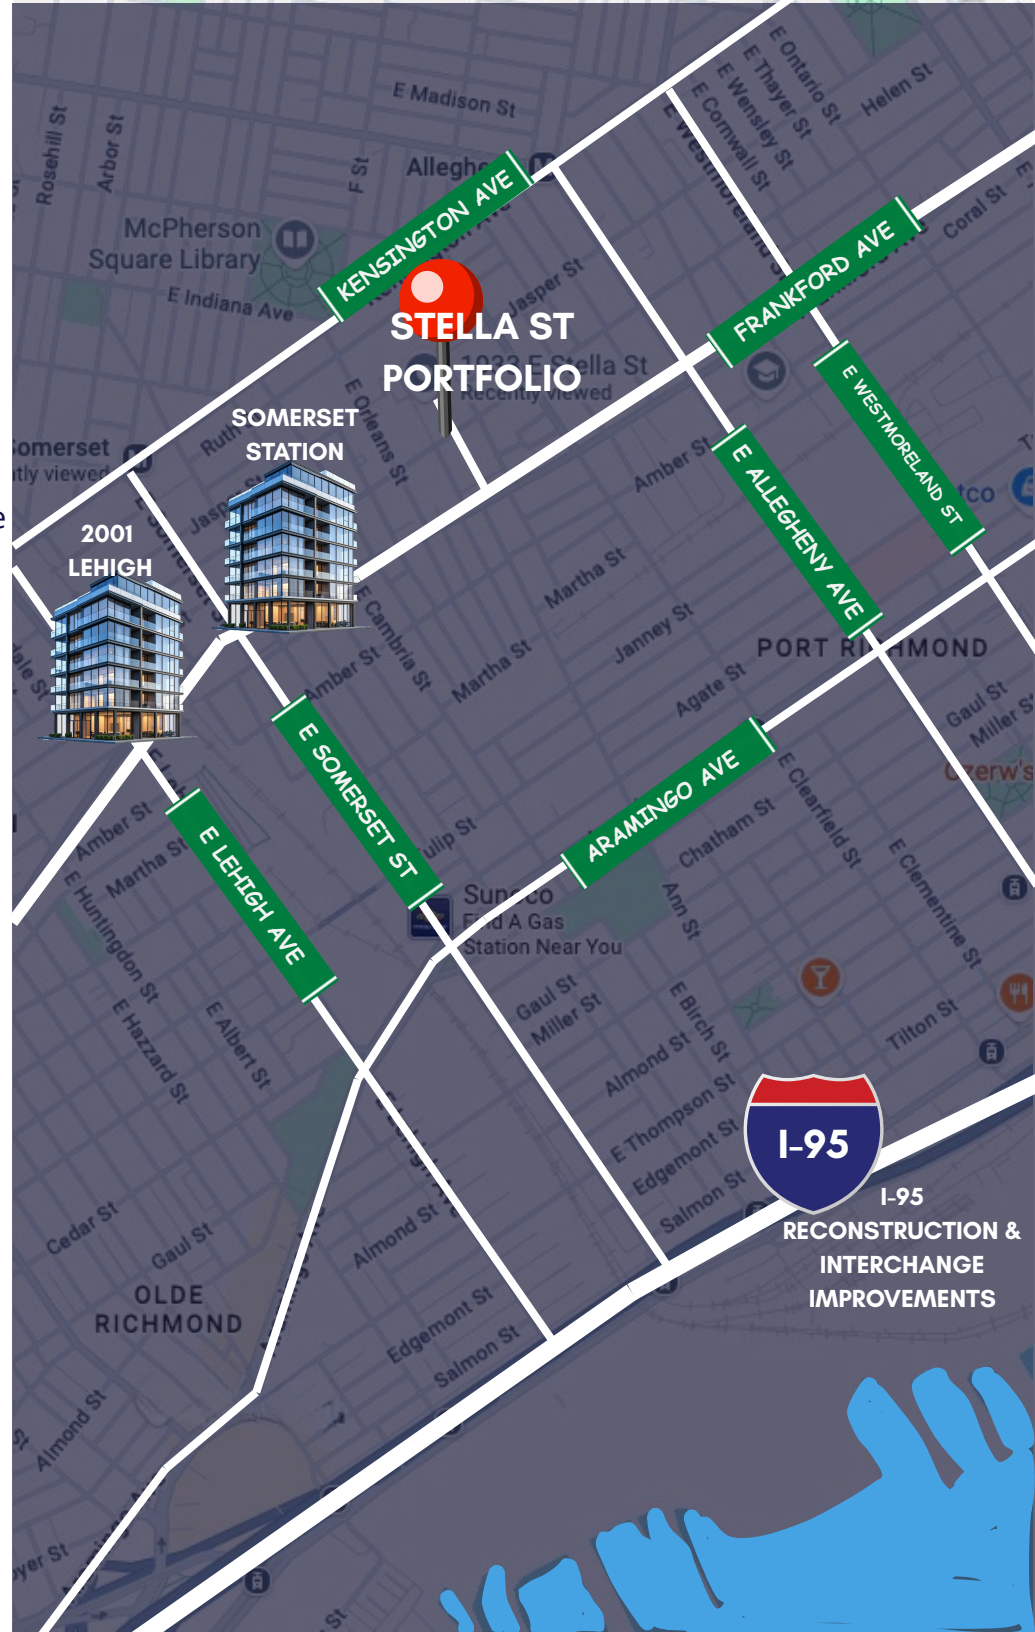 E Madison St
E Ontario St
E Thayer St
E Wensley St
E Cornwall St
Helen St
Rosehill St
Arbor St
F St
Coral St
KENSINGTON AVE
McPherson
Square Library
E Indiana Ave
Jasper St
FRANKFORD AVE
STELLA ST
PORTFOLIO
1933 E Stella St
Recently viewed
E Orleans St
E WESTMORELAND ST
SOMERSET
STATION
Somerset
Amber St
E ALLEGHENY AVE
2001
LEHIGH
Martha St
E Cambria St
Janney St
PORT RICHMOND
Amber St
Martha St
Agate St
Gaul St
Miller St
E SOMERSET ST
ARAMINGO AVE
Czerw's
E Clearfield St
Amber St
Martha St
E LEHIGH AVE
Tulip St
Chatham St
E Clementine St
Ann St
Sunoco
Find A Gas
Station Near You
E Huntingdon St
E Hazzard St
E Albert St
Gaul St
Miller St
E Birch St
Tilton St
Almond St
E Thompson St
Edgemont St
Salmon St
I-95
I-95
RECONSTRUCTION &
INTERCHANGE
IMPROVEMENTS
Cedar St
Gaul St
Almond St
OLDE
RICHMOND
Edgemont St
Salmon St
Almond St